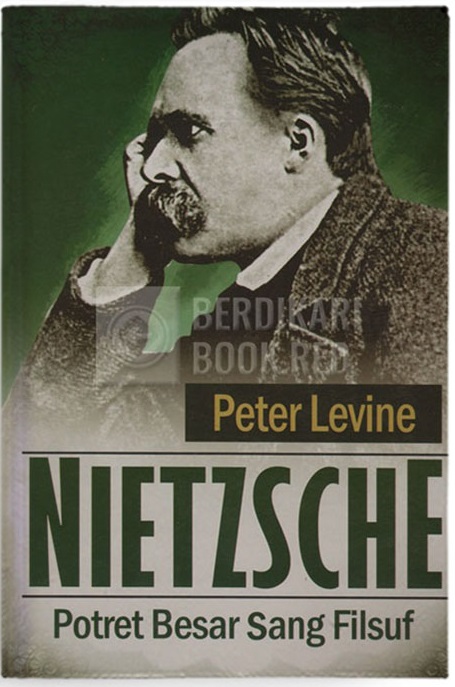 BERDIKARI
BOOK.RED
Peter Levine
NIETZSCHE
Potret Besar Sang Filsuf